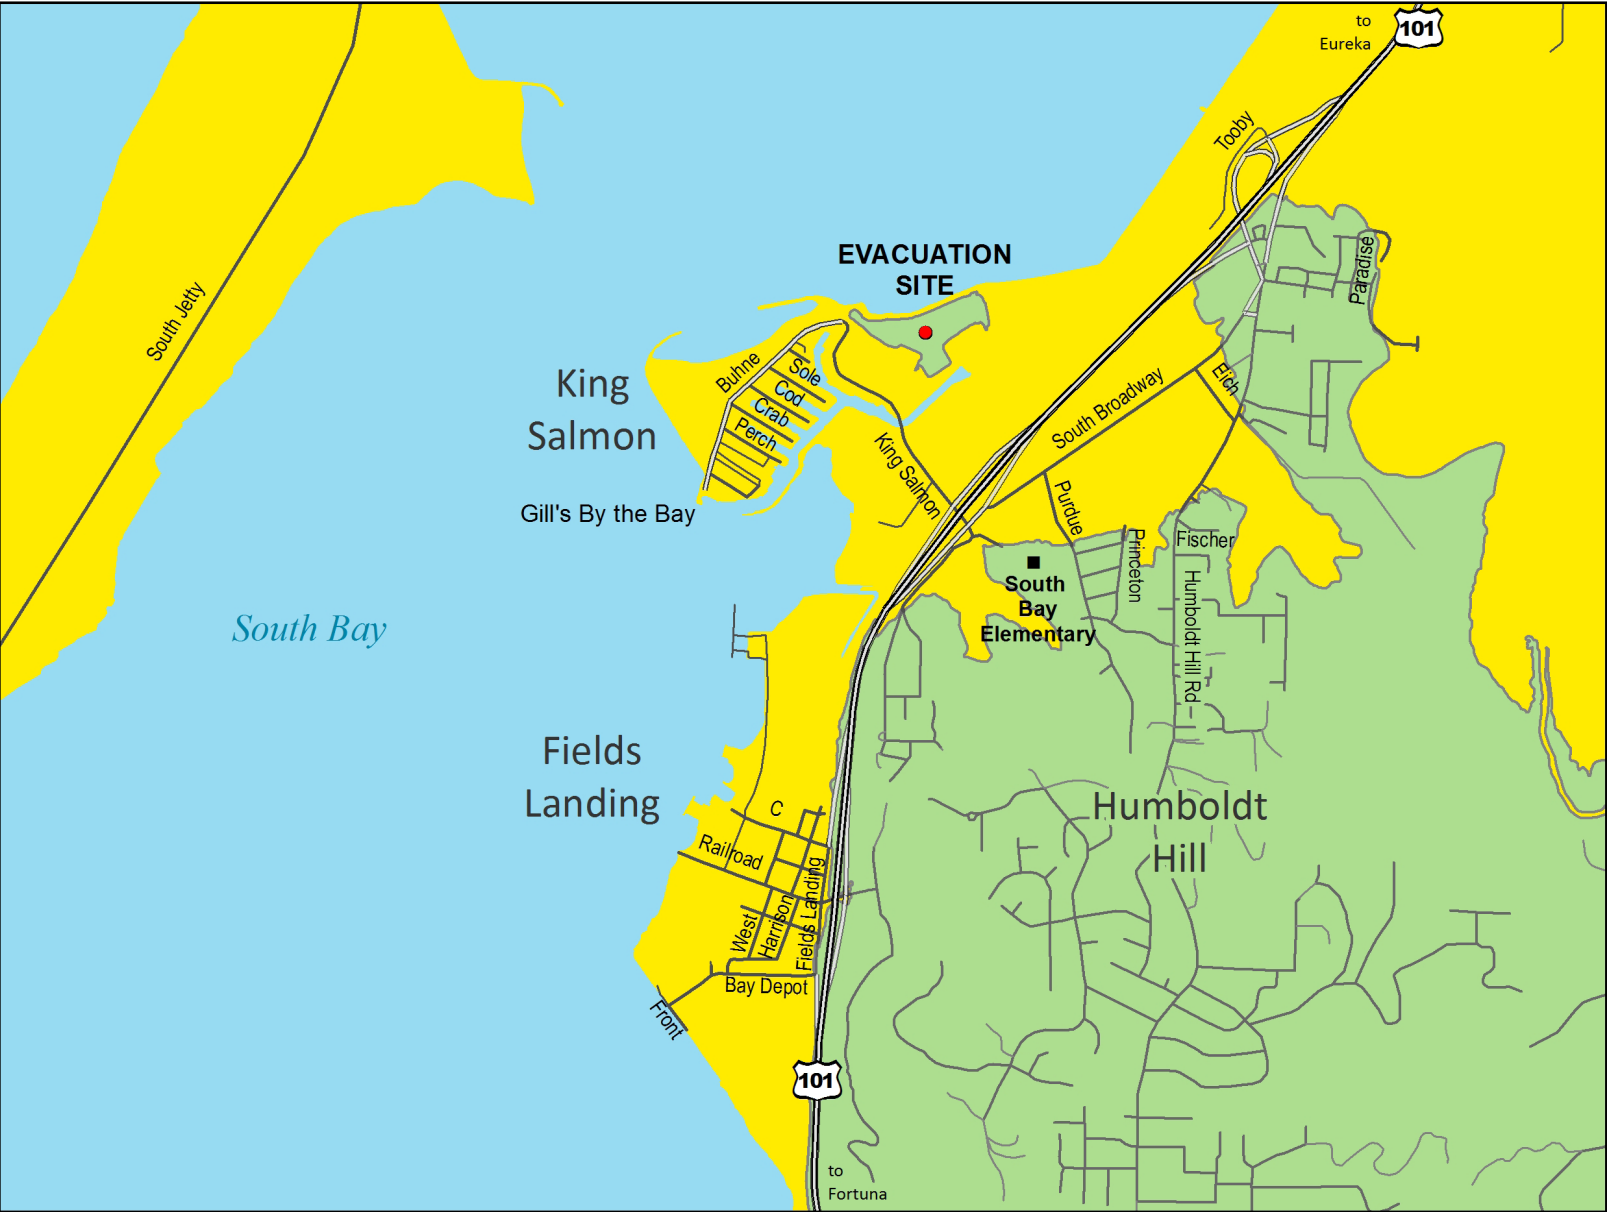 to
Eureka
101
Tooby
EVACUATION
SITE
Paradise
South Jetty
King
Salmon
Buhne
Sole
Cod
Crab
Perch
Eich
South Broadway
King Salmon
Purdue
Gill's By the Bay
Princeton
Fischer
South
Bay
Elementary
Humboldt Hill Rd
South Bay
Fields
Landing
Humboldt
Hill
C
Railroad
Fields Landing
West
Harrison
Bay Depot
Front
101
to
Fortuna